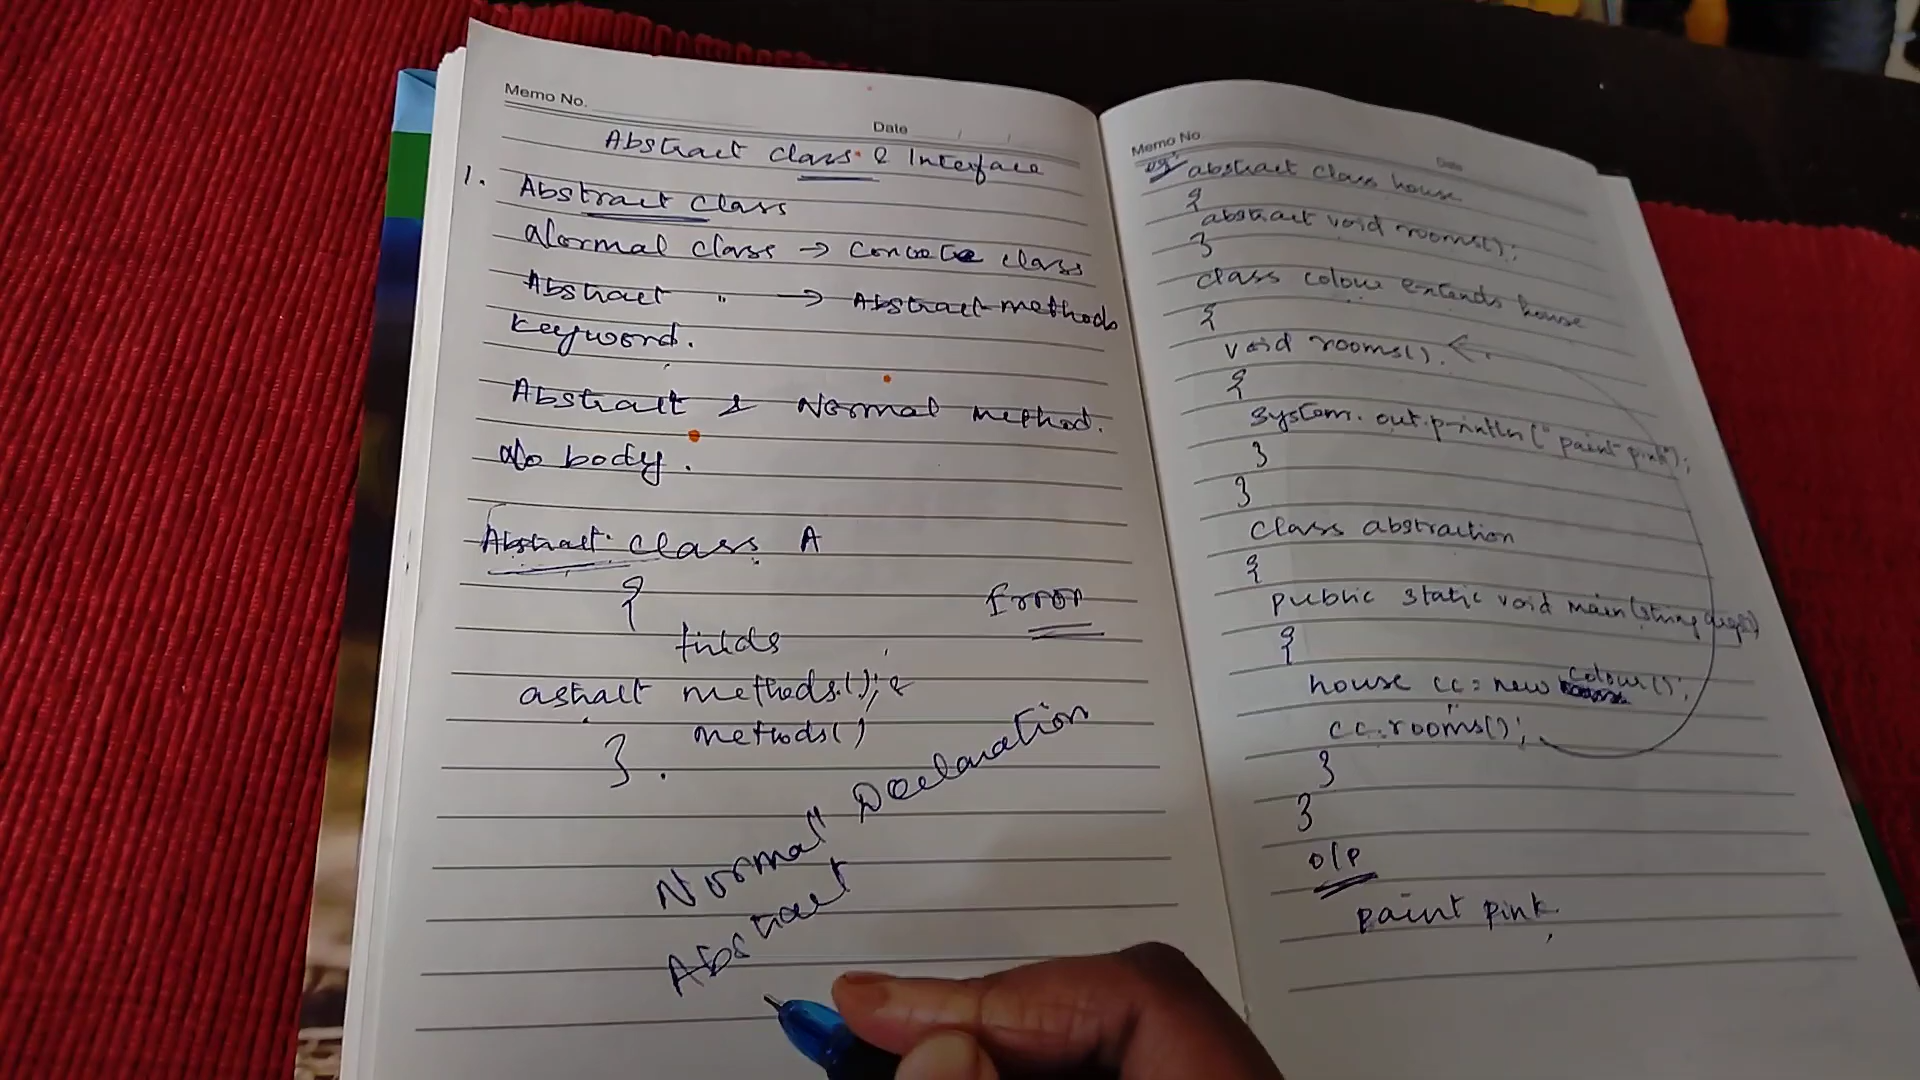 Memo No.
Date / /
Abstract class & Interface
1. Abstract class
Normal class → Concrete class
Abstract " → Abstract methods
keyword.
Abstract & Normal method.
No body.
Abstract class A
{
Error
fields
methods();
methods()
} .
Normal " Declaration
Abstract
Memo No.
Date
eg: abstract class house
{
abstract void rooms();
}
class colour extends house
{
void rooms().
{
system.out.println("paint pink");
}
}
class abstraction
{
public static void main(string args)
{
house cc = new colour();
cc.rooms();
}
}
o/p
paint pink